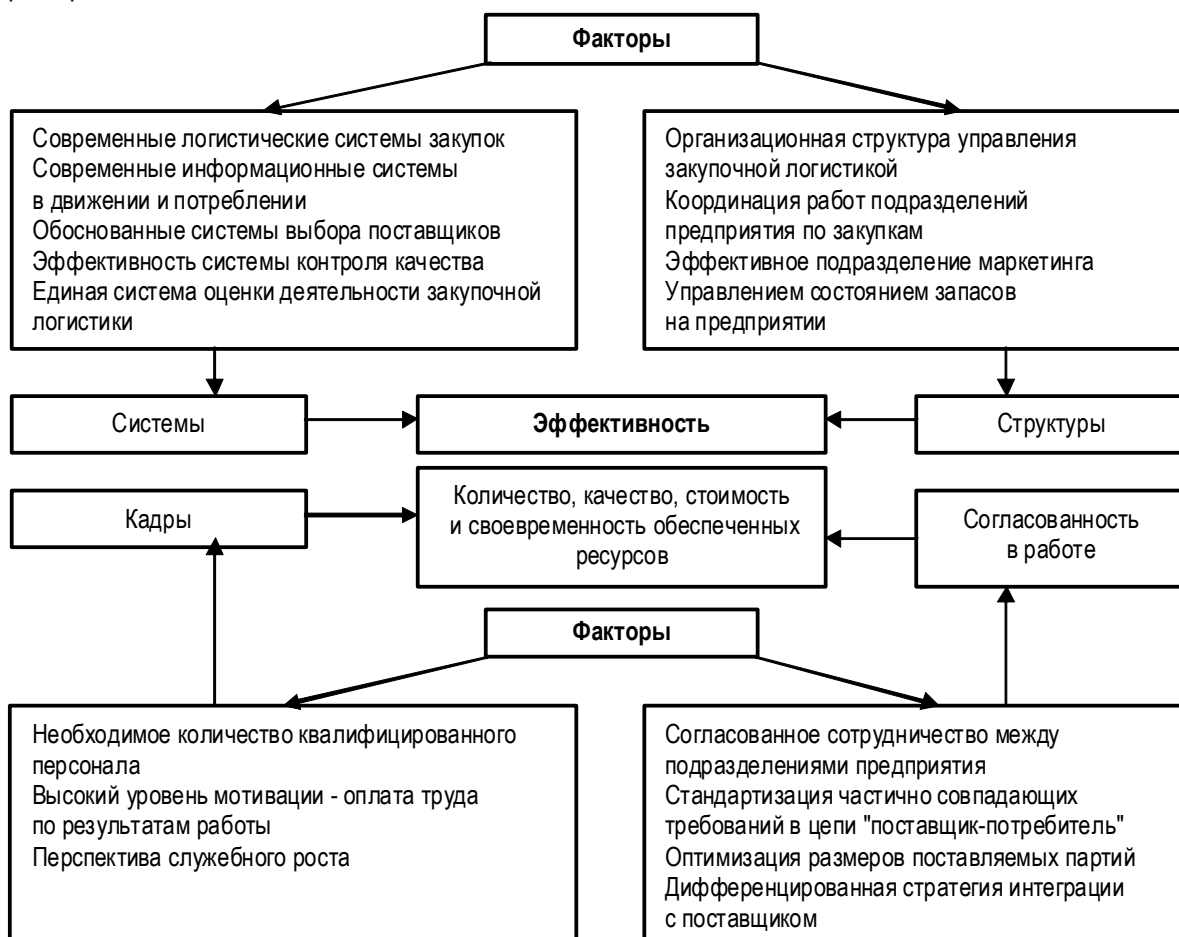 Факторы
Современные логистические системы закупок
Современные информационные системы
в движении и потреблении
Обоснованные системы выбора поставщиков
Эффективность системы контроля качества
Единая система оценки деятельности закупочной
логистики
Организационная структура управления
закупочной логистикой
Координация работ подразделений
предприятия по закупкам
Эффективное подразделение маркетинга
Управлением состоянием запасов
на предприятии
Системы
Эффективность
Структуры
Кадры
Количество, качество, стоимость
и своевременность обеспеченных
ресурсов
Согласованность
в работе
Факторы
Необходимое количество квалифицированного
персонала
Высокий уровень мотивации - оплата труда
по результатам работы
Перспектива служебного роста
Согласованное сотрудничество между
подразделениями предприятия
Стандартизация частично совпадающих
требований в цепи "поставщик-потребитель"
Оптимизация размеров поставляемых партий
Дифференцированная стратегия интеграции
с поставщиком